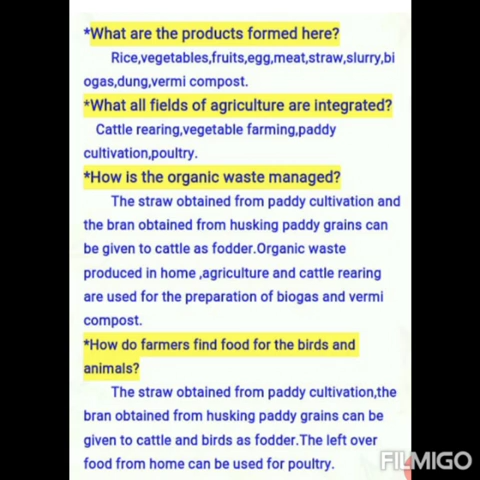 *What are the products formed here?
Rice,vegetables,fruits,egg,meat,straw,slurry,bi
ogas,dung,vermi compost.
*What all fields of agriculture are integrated?
Cattle rearing,vegetable farming,paddy
cultivation,poultry.
*How is the organic waste managed?
The straw obtained from paddy cultivation and
the bran obtained from husking paddy grains can
be given to cattle as fodder.Organic waste
produced in home ,agriculture and cattle rearing
are used for the preparation of biogas and vermi
compost.
*How do farmers find food for the birds and
animals?
The straw obtained from paddy cultivation,the
bran obtained from husking paddy grains can be
given to cattle and birds as fodder.The left over
food from home can be used for poultry.
FILMIGO